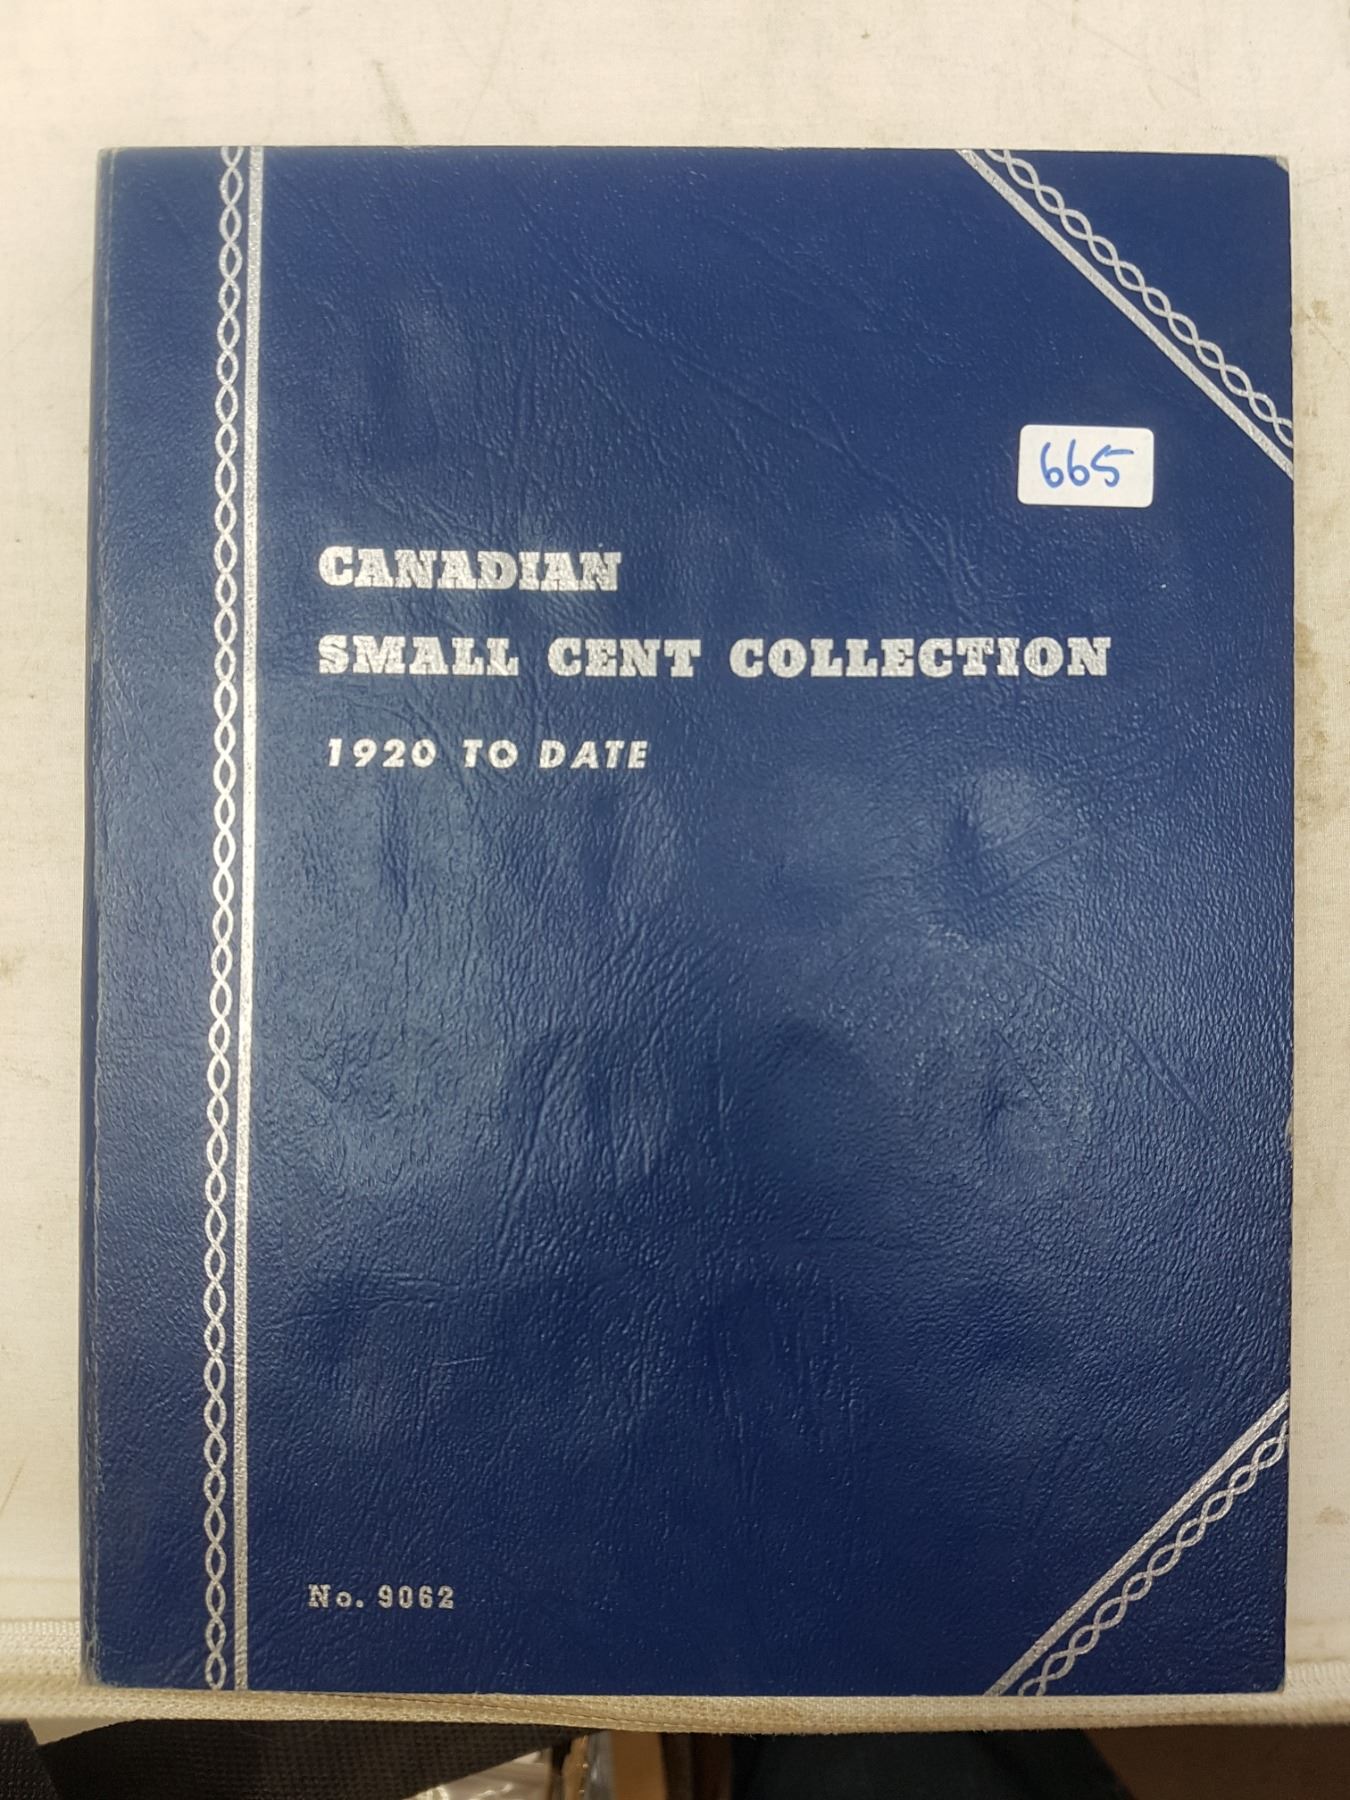 665
CANADIAN
SMALL CENT COLLECTION
1920 TO DATE
No. 9062